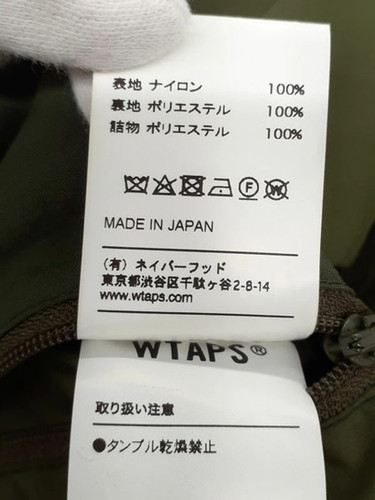 表地 ナイロン 100%
裏地 ポリエステル 100%
詰物 ポリエステル 100%
MADE IN JAPAN
(有) ネイバーフッド
東京都渋谷区千駄ヶ谷2-8-14
www.wtaps.com
WTAPS®
取り扱い注意
●タンブル乾燥禁止